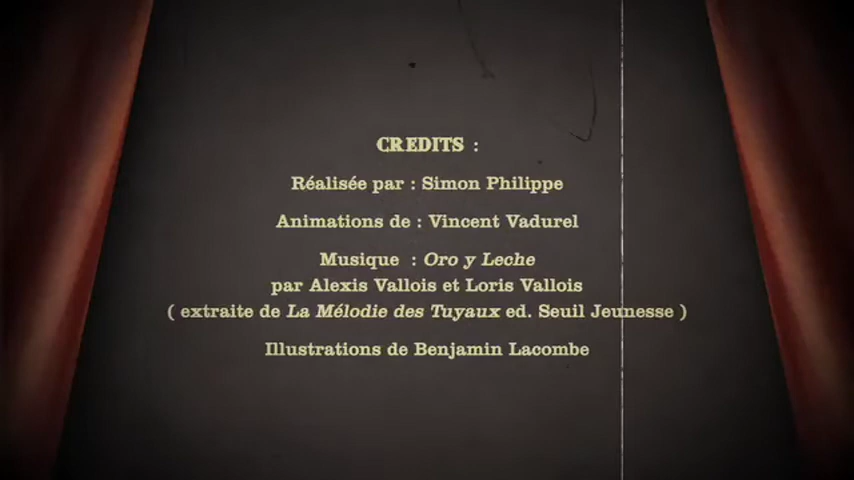 CREDITS :
Réalisée par : Simon Philippe
Animations de : Vincent Vadurel
Musique : Oro y Leche
par Alexis Vallois et Loris Vallois
( extraite de La Mélodie des Tuyaux ed. Seuil Jeunesse )
Illustrations de Benjamin Lacombe